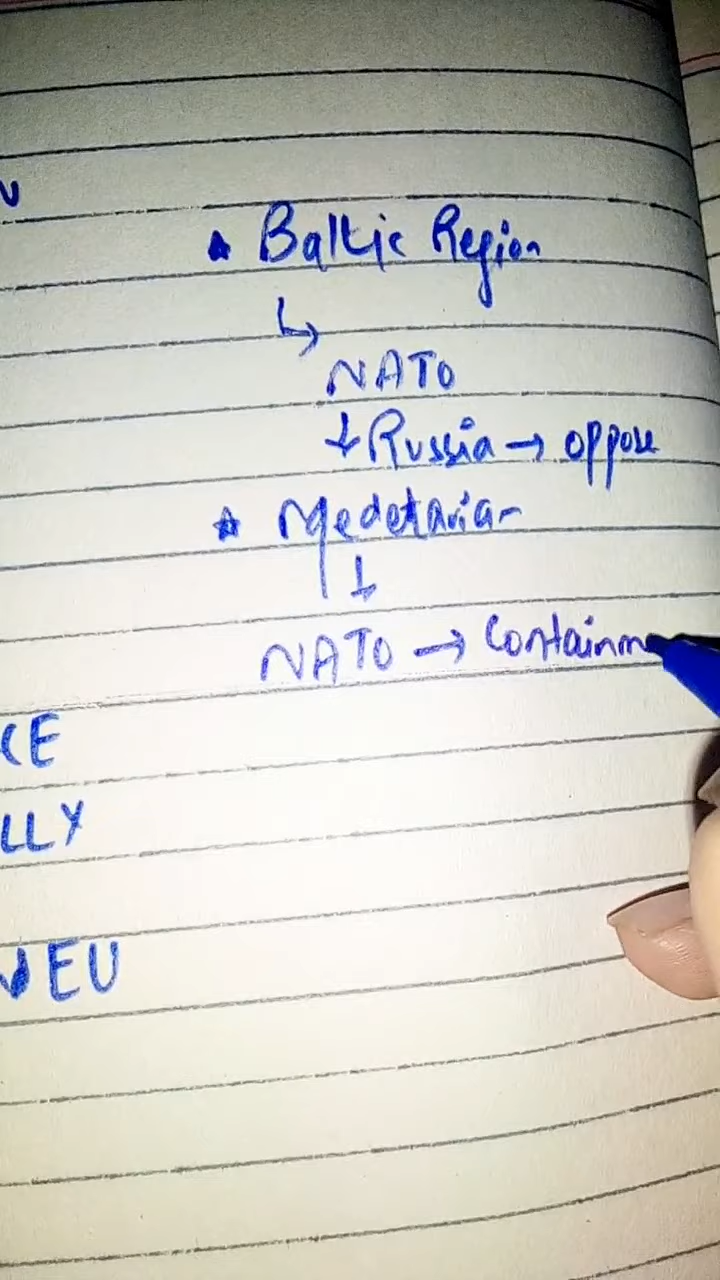 ★ Baltic Region
↳
NATO
↓ Russia → oppose
★ Medetarian
↓
NATO → Containm
CE
LLY
EU